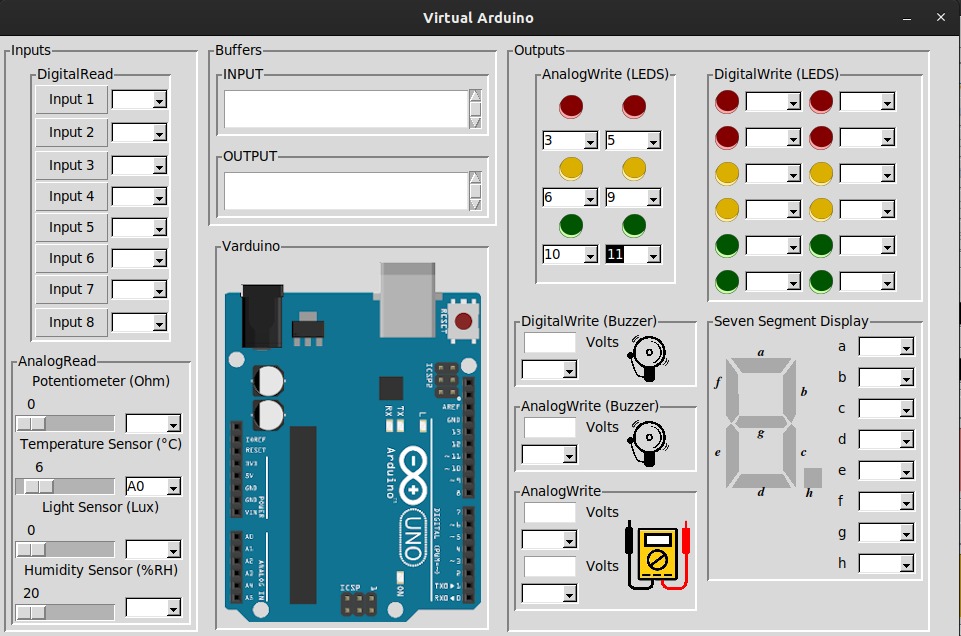 Virtual Arduino
Inputs
DigitalRead
Input 1
Input 2
Input 3
Input 4
Input 5
Input 6
Input 7
Input 8
AnalogRead
Potentiometer (Ohm)
0
Temperature Sensor (°C)
6
A0
Light Sensor (Lux)
0
Humidity Sensor (%RH)
20
Buffers
INPUT
OUTPUT
Varduino
RESET
ICSP2
AREF
GND
13
12
~11
~10
~9
8
7
~6
~5
4
~3
2
TXD▶1
RXD◀0
RX
TX
L
IOREF
RESET
3V3
5V
GND
GND
VIN
POWER
A0
A1
A2
A3
A4
A5
ANALOG IN
Arduino
UNO
DIGITAL (PWM~)
ICSP
1
ON
Outputs
AnalogWrite (LEDS)
3 5
6 9
10 11
DigitalWrite (LEDS)
DigitalWrite (Buzzer)
Volts
AnalogWrite (Buzzer)
Volts
AnalogWrite
Volts
Volts
Seven Segment Display
a
f
b
g
e
c
d
h
a
b
c
d
e
f
g
h